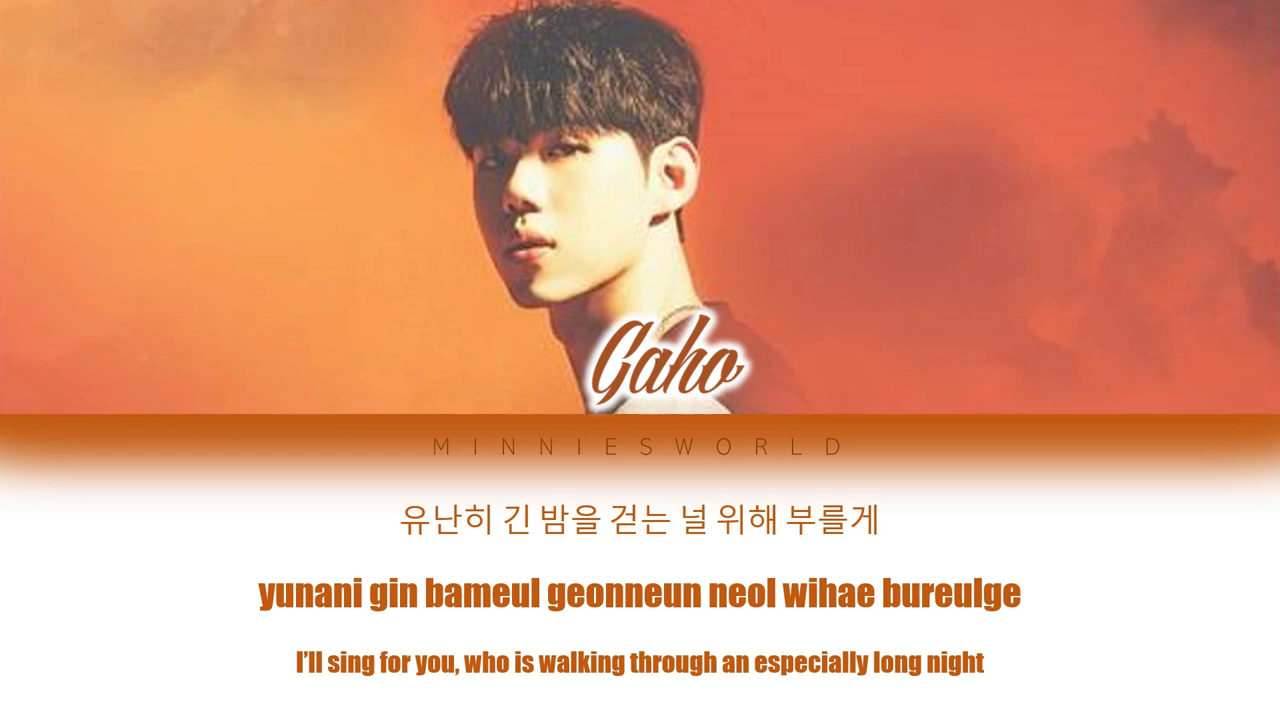 Gaho
MINNIESWORLD
유난히 긴 밤을 걷는 널 위해 부를게
yunani gin bameul geonneun neol wihae bureulge
I'll sing for you, who is walking through an especially long night